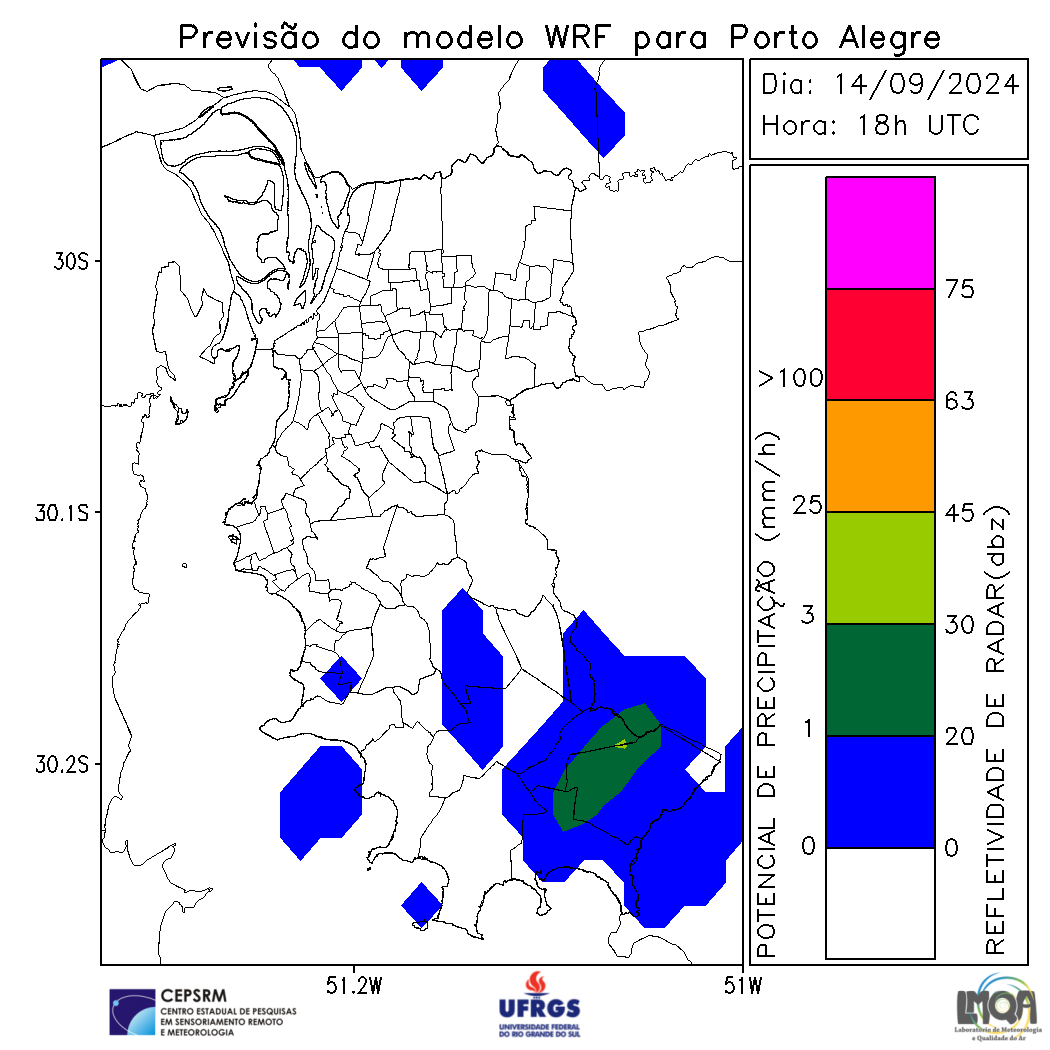 Previsão do modelo WRF para Porto Alegre
Dia: 14/09/2024
Hora: 18h UTC
30S
30.1S
30.2S
51.2W
51W
POTENCIAL DE PRECIPITAÇÃO (mm/h)
>100
25
3
1
0
75
63
45
30
20
0
REFLETIVIDADE DE RADAR(dbz)
CEPSRM
CENTRO ESTADUAL DE PESQUISAS
EM SENSORIAMENTO REMOTO
E METEOROLOGIA
UFRGS
UNIVERSIDADE FEDERAL
DO RIO GRANDE DO SUL
LMQA
Laboratório de Meteorologia
e Qualidade do Ar